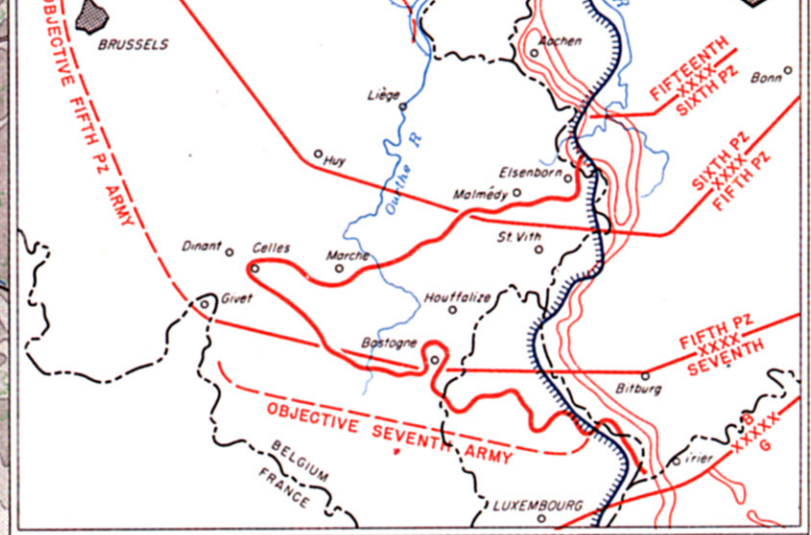 BRUSSELS
OBJECTIVE FIFTH PZ ARMY
Aachen
FIFTEENTH
XXXX
SIXTH PZ
Bonn
Liège
Huy
Ourthe R
Elsenborn
Malmédy
SIXTH PZ
XXXX
FIFTH PZ
St. Vith
Dinant
Celles
Marche
Givet
Houffalize
Bastogne
FIFTH PZ
XXXX
SEVENTH
Bitburg
OBJECTIVE SEVENTH ARMY
B
XXXXX
G
Trier
BELGIUM
FRANCE
LUXEMBOURG